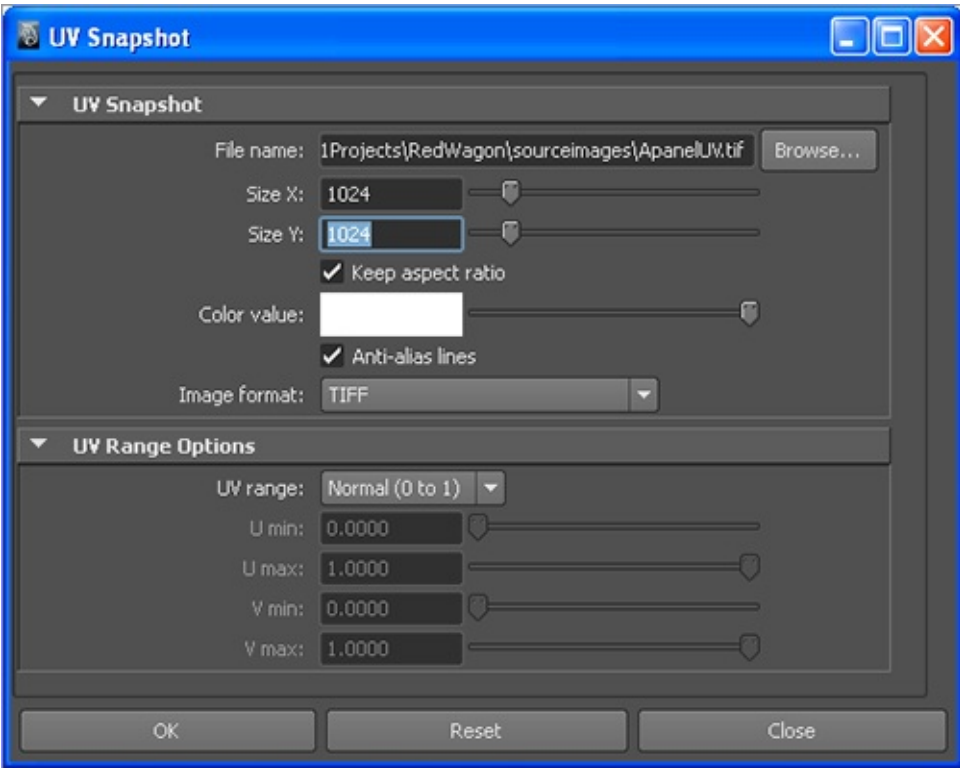 UV Snapshot
UV Snapshot
File name: 1Projects\RedWagon\sourceimages\ApanelUV.tif Browse...
Size X: 1024
Size Y: 1024
Keep aspect ratio
Color value:
Anti-alias lines
Image format: TIFF
UV Range Options
UV range: Normal (0 to 1)
U min: 0.0000
U max: 1.0000
V min: 0.0000
V max: 1.0000
OK Reset Close